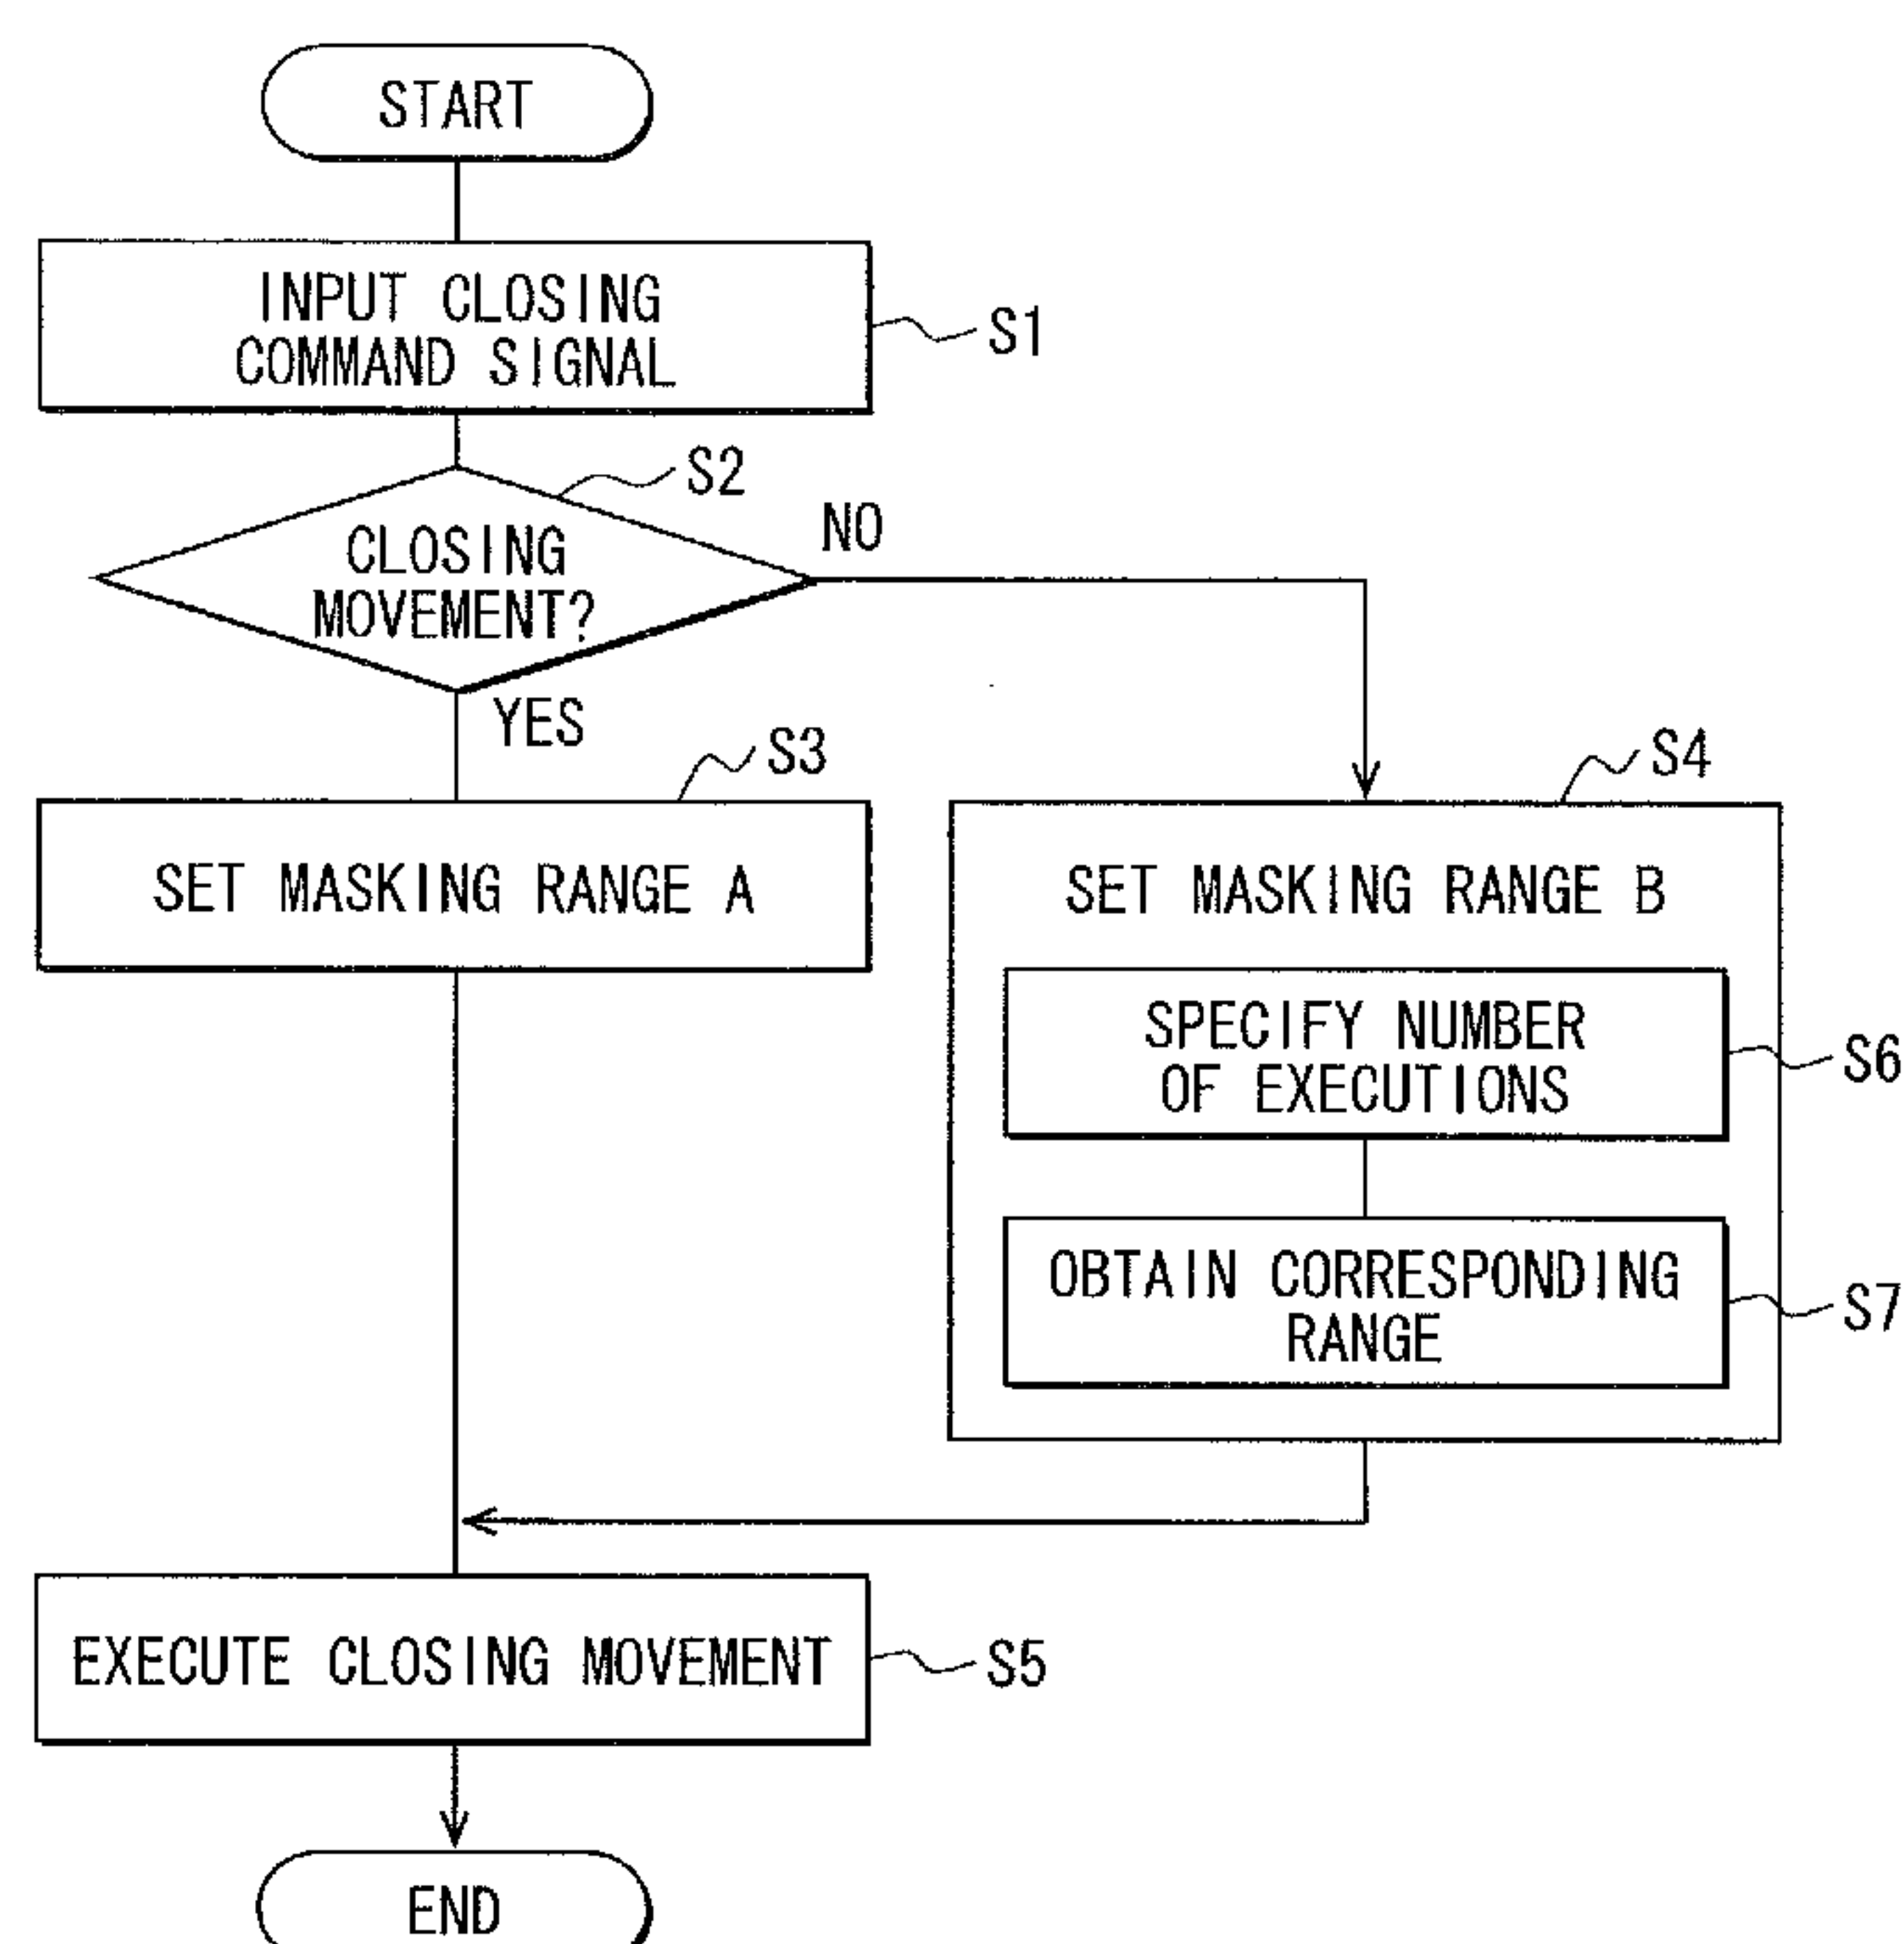 START
INPUT CLOSING
COMMAND SIGNAL
S1
S2
CLOSING
MOVEMENT?
NO
YES
S3
SET MASKING RANGE A
S4
SET MASKING RANGE B
SPECIFY NUMBER
OF EXECUTIONS
S6
OBTAIN CORRESPONDING
RANGE
S7
EXECUTE CLOSING MOVEMENT
S5
END